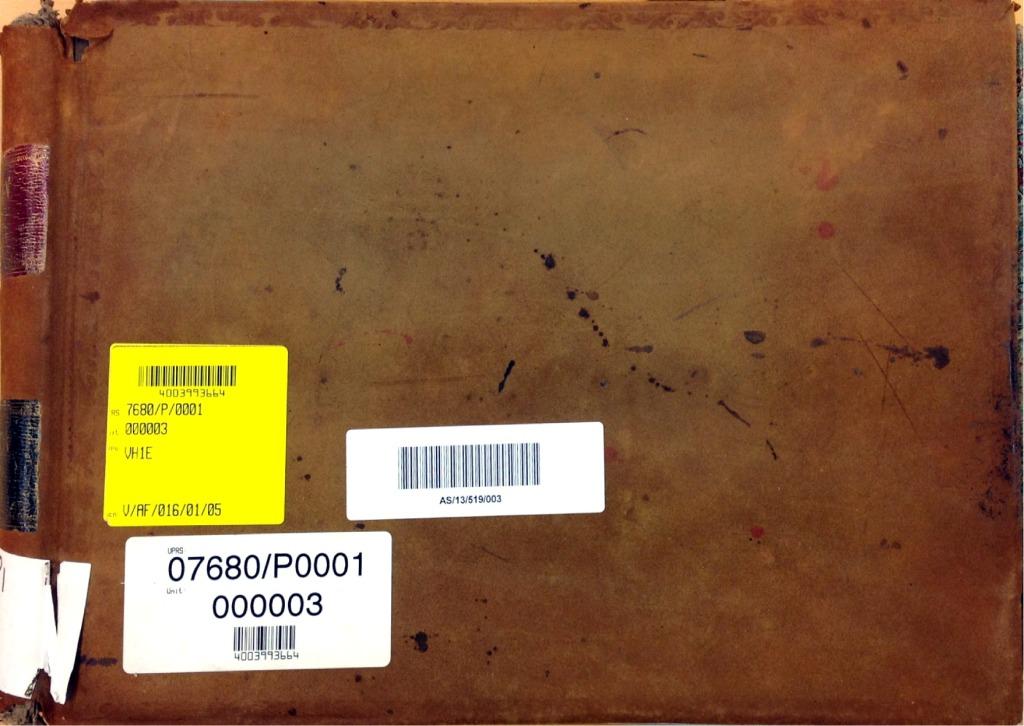 4003993664
RS 7680/P/0001
000003
VH1E
V/AF/016/01/05
AS/13/519/003
VPRS
07680/P0001
Unit
000003
4003993664